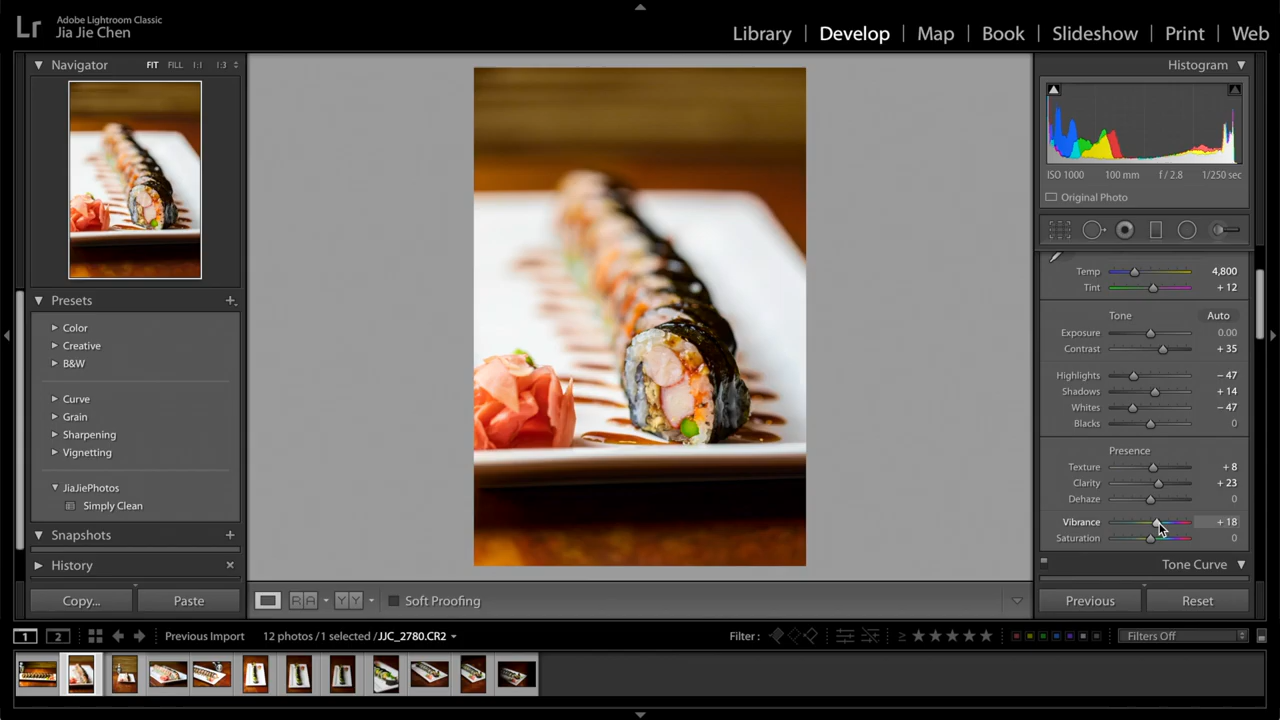 Lr
Adobe Lightroom Classic
Jia Jie Chen
Library | Develop | Map | Book | Slideshow | Print | Web
Navigator FIT FILL 1:1 1:3
Presets
Color
Creative
B&W
Curve
Grain
Sharpening
Vignetting
JiaJiePhotos
Simply Clean
Snapshots
History
Copy... Paste
RA YY Soft Proofing
Histogram
ISO 1000 100 mm f / 2.8 1/250 sec
Original Photo
Temp 4,800
Tint + 12
Tone Auto
Exposure 0.00
Contrast + 35
Highlights − 47
Shadows + 14
Whites − 47
Blacks 0
Presence
Texture + 8
Clarity + 23
Dehaze 0
Vibrance + 18
Saturation 0
Tone Curve
Previous Reset
1 2 Previous Import 12 photos/1 selected /JJC_2780.CR2 Filter: ≥ Filters Off